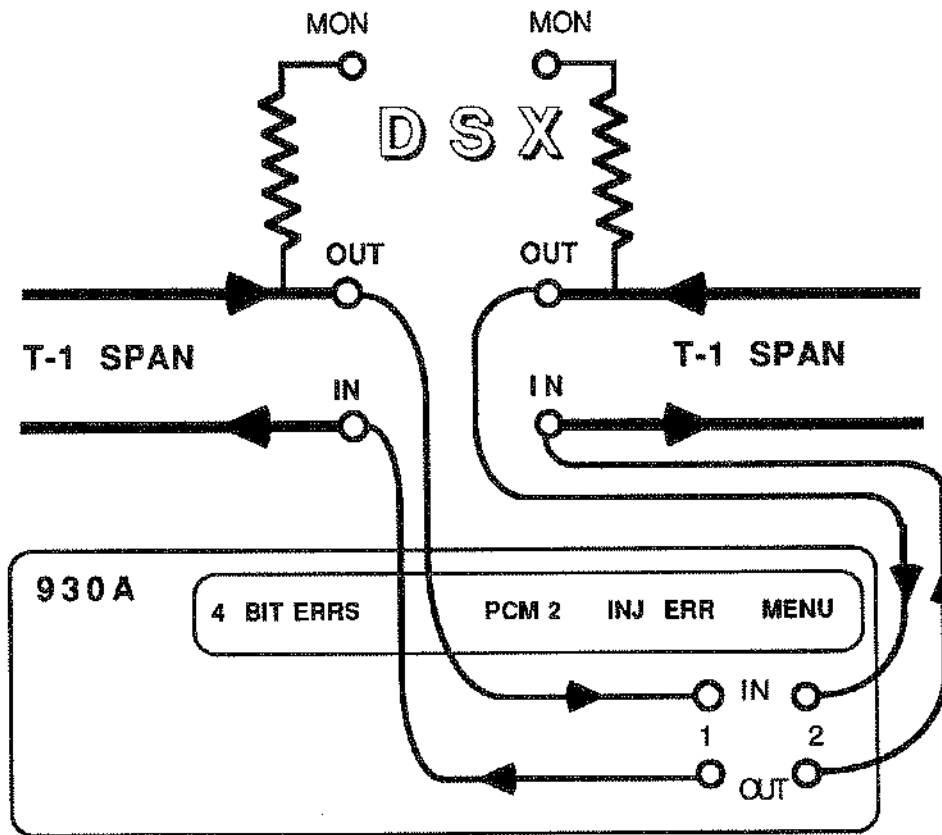 MON MON
D S X
OUT OUT
T-1 SPAN T-1 SPAN
IN IN
930A
4 BIT ERRS PCM 2 INJ ERR MENU
IN
1 2
OUT